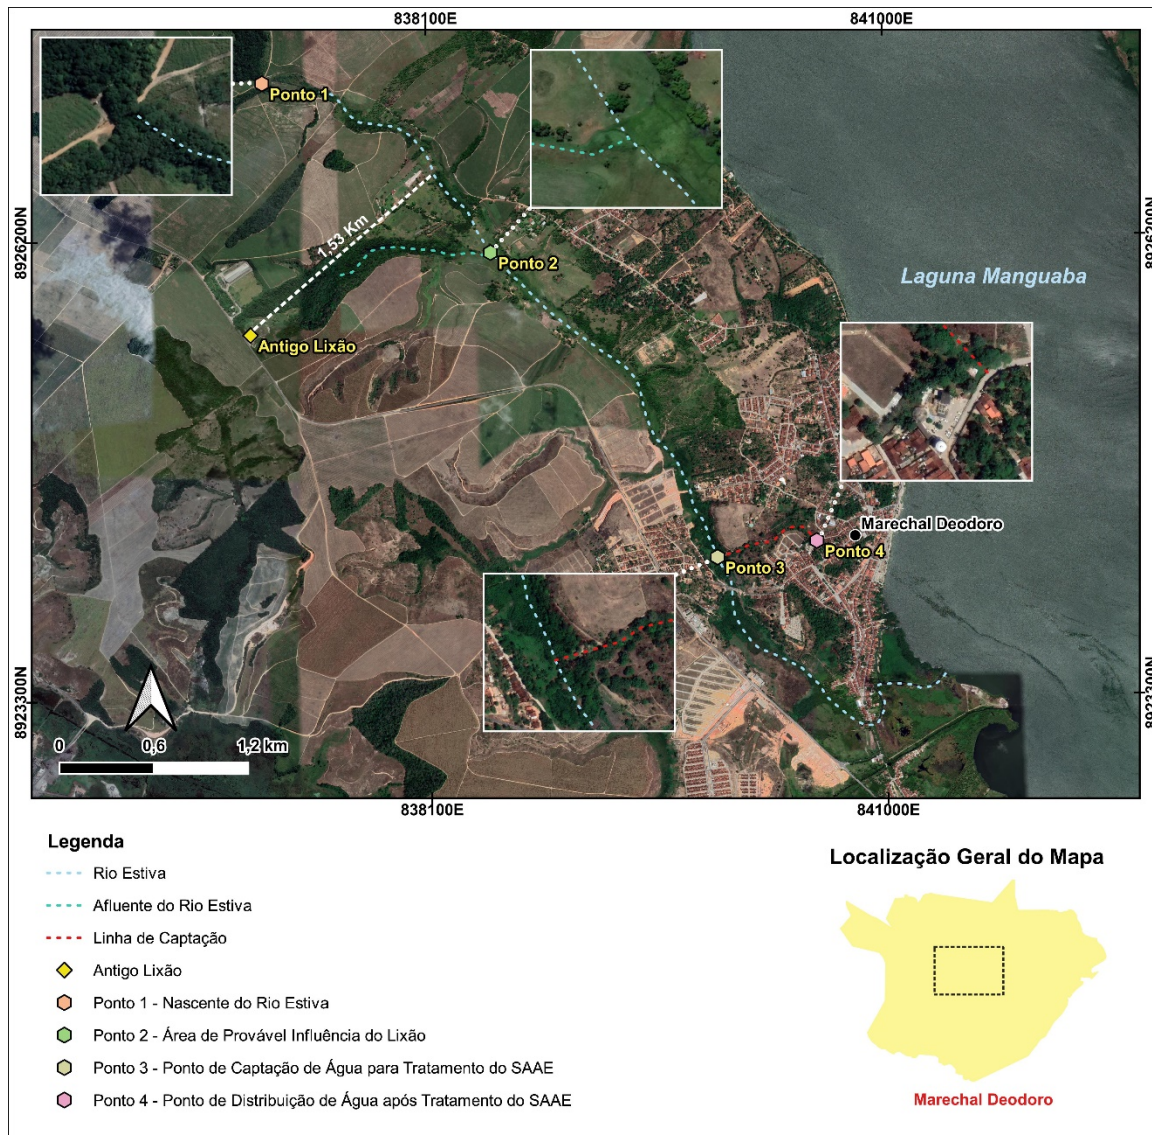 838100E
841000E
Ponto 1
8926200N
8926200N
1,53 Km
Ponto 2
Laguna Manguaba
Antigo Lixão
Marechal Deodoro
Ponto 4
Ponto 3
8923300N
8923300N
0
0,6
1,2 km
838100E
841000E
Legenda
Rio Estiva
Afluente do Rio Estiva
Linha de Captação
Antigo Lixão
Ponto 1 - Nascente do Rio Estiva
Ponto 2 - Área de Provável Influência do Lixão
Ponto 3 - Ponto de Captação de Água para Tratamento do SAAE
Ponto 4 - Ponto de Distribuição de Água após Tratamento do SAAE
Localização Geral do Mapa
Marechal Deodoro